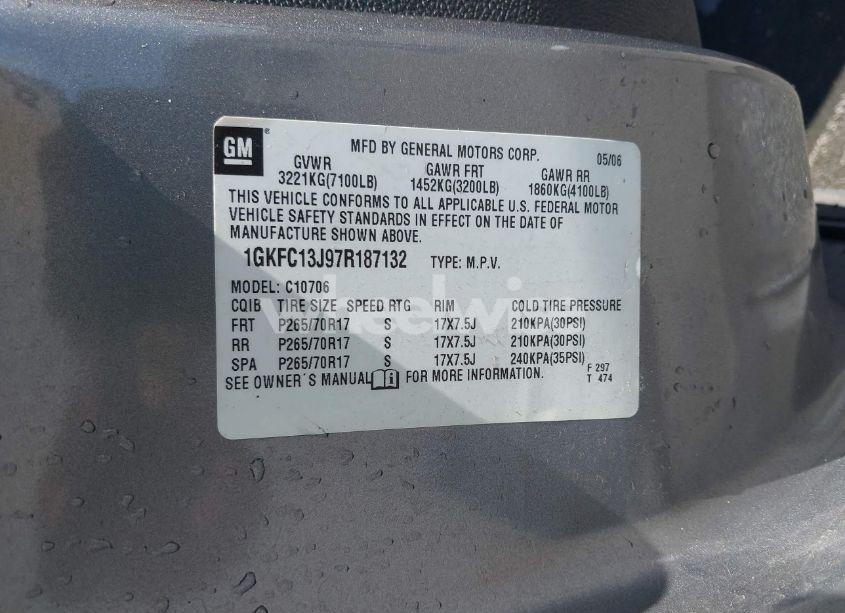 GM MFD BY GENERAL MOTORS CORP. 05/06
GVWR GAWR FRT GAWR RR
3221KG(7100LB) 1452KG(3200LB) 1860KG(4100LB)
THIS VEHICLE CONFORMS TO ALL APPLICABLE U.S. FEDERAL MOTOR
VEHICLE SAFETY STANDARDS IN EFFECT ON THE DATE OF
MANUFACTURE SHOWN ABOVE.
1GKFC13J97R187132 TYPE: M.P.V.
MODEL: C10706
CQIB TIRE SIZE SPEED RTG RIM COLD TIRE PRESSURE
FRT P265/70R17 S 17X7.5J 210KPA(30PSI)
RR P265/70R17 S 17X7.5J 210KPA(30PSI)
SPA P265/70R17 S 17X7.5J 240KPA(35PSI)
SEE OWNER'S MANUAL FOR MORE INFORMATION.
F 297
T 474